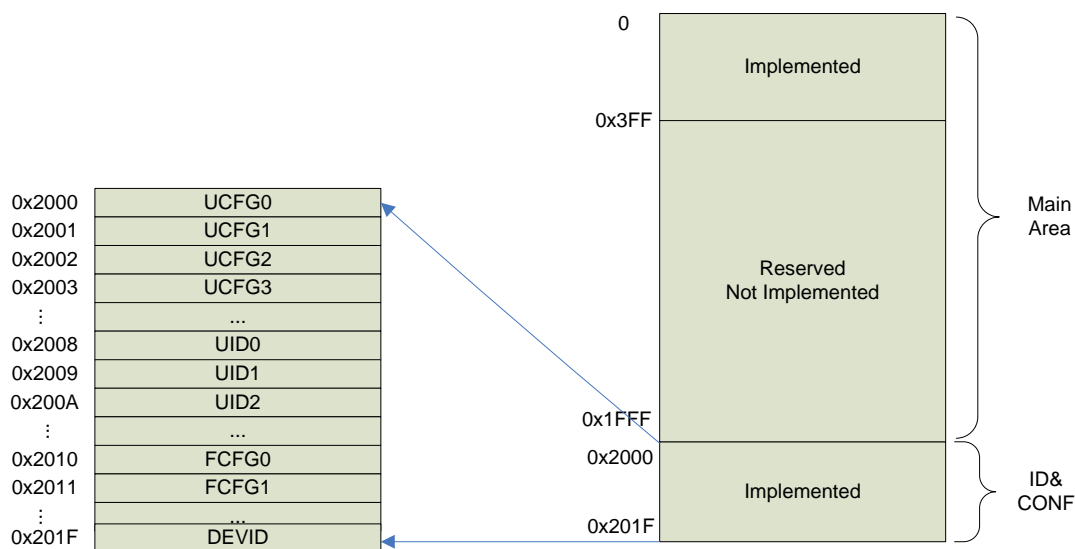 0x2000 UCFG0
0x2001 UCFG1
0x2002 UCFG2
0x2003 UCFG3
⋮ ...
0x2008 UID0
0x2009 UID1
0x200A UID2
⋮ ...
0x2010 FCFG0
0x2011 FCFG1
⋮ ...
0x201F DEVID
0
Implemented
0x3FF
Reserved
Not Implemented
0x1FFF
0x2000
Implemented
0x201F
Main
Area
ID&
CONF